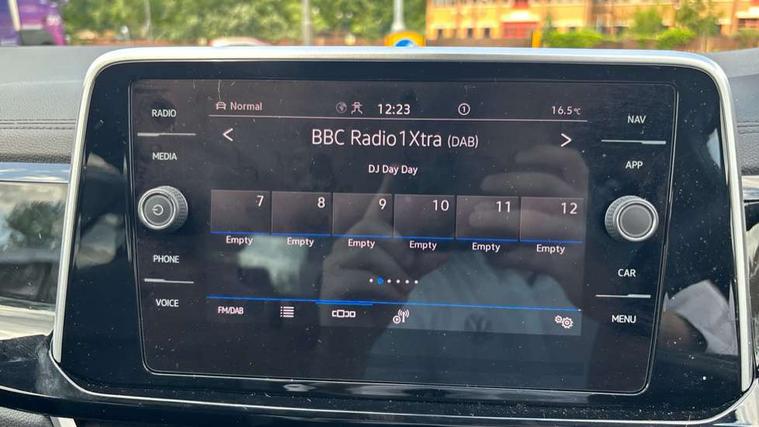 RADIO
MEDIA
PHONE
VOICE
Normal 12:23 1 16.5°C
< BBC Radio 1Xtra (DAB) >
DJ Day Day
7 8 9 10 11 12
Empty Empty Empty Empty Empty Empty
FM/DAB
NAV
APP
CAR
MENU